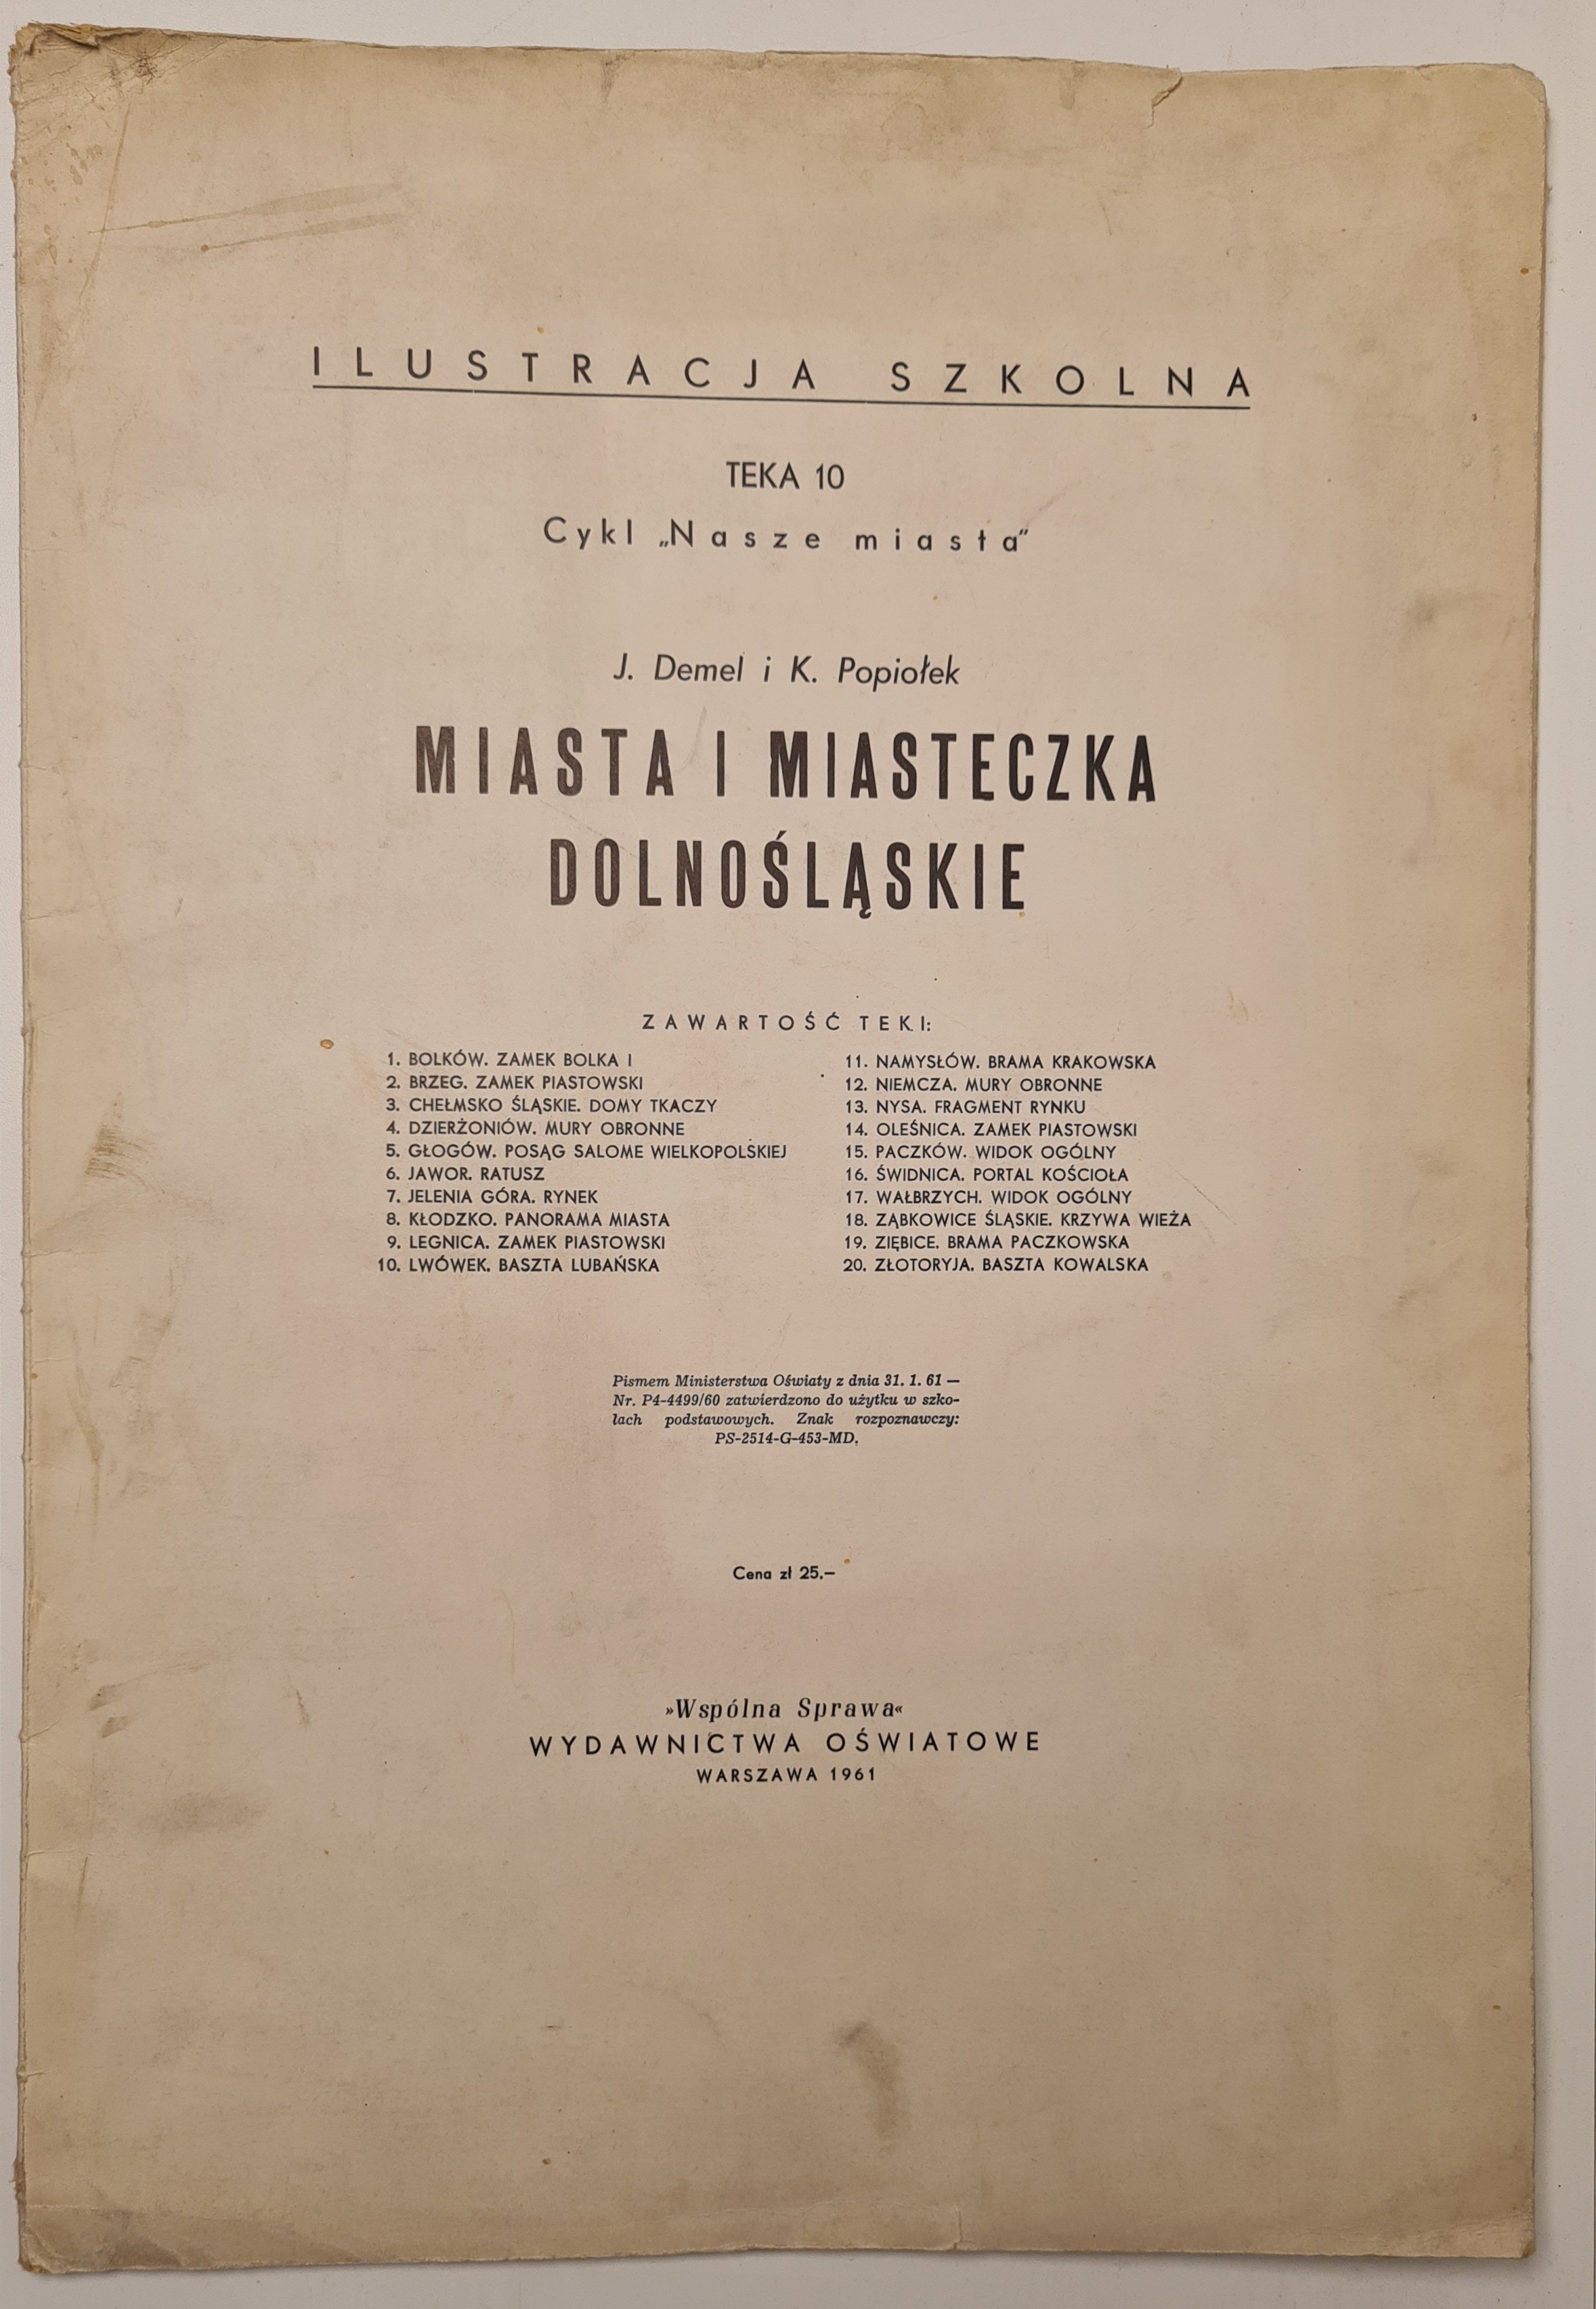 ILUSTRACJA SZKOLNA
TEKA 10
Cykl „Nasze miasta”
J. Demel i K. Popiołek
MIASTA I MIASTECZKA
DOLNOŚLĄSKIE
ZAWARTOŚĆ TEKI:
1. BOLKÓW. ZAMEK BOLKA I
2. BRZEG. ZAMEK PIASTOWSKI
3. CHEŁMSKO ŚLĄSKIE. DOMY TKACZY
4. DZIERŻONIÓW. MURY OBRONNE
5. GŁOGÓW. POSĄG SALOME WIELKOPOLSKIEJ
6. JAWOR. RATUSZ
7. JELENIA GÓRA. RYNEK
8. KŁODZKO. PANORAMA MIASTA
9. LEGNICA. ZAMEK PIASTOWSKI
10. LWÓWEK. BASZTA LUBAŃSKA
11. NAMYSŁÓW. BRAMA KRAKOWSKA
12. NIEMCZA. MURY OBRONNE
13. NYSA. FRAGMENT RYNKU
14. OLEŚNICA. ZAMEK PIASTOWSKI
15. PACZKÓW. WIDOK OGÓLNY
16. ŚWIDNICA. PORTAL KOŚCIOŁA
17. WAŁBRZYCH. WIDOK OGÓLNY
18. ZĄBKOWICE ŚLĄSKIE. KRZYWA WIEŻA
19. ZIĘBICE. BRAMA PACZKOWSKA
20. ZŁOTORYJA. BASZTA KOWALSKA
Pismem Ministerstwa Oświaty z dnia 31. 1. 61 —
Nr. P4-4499/60 zatwierdzono do użytku w szko-
łach podstawowych. Znak rozpoznawczy:
PS-2514-G-453-MD.
Cena zł 25.—
»Wspólna Sprawa«
WYDAWNICTWA OŚWIATOWE
WARSZAWA 1961